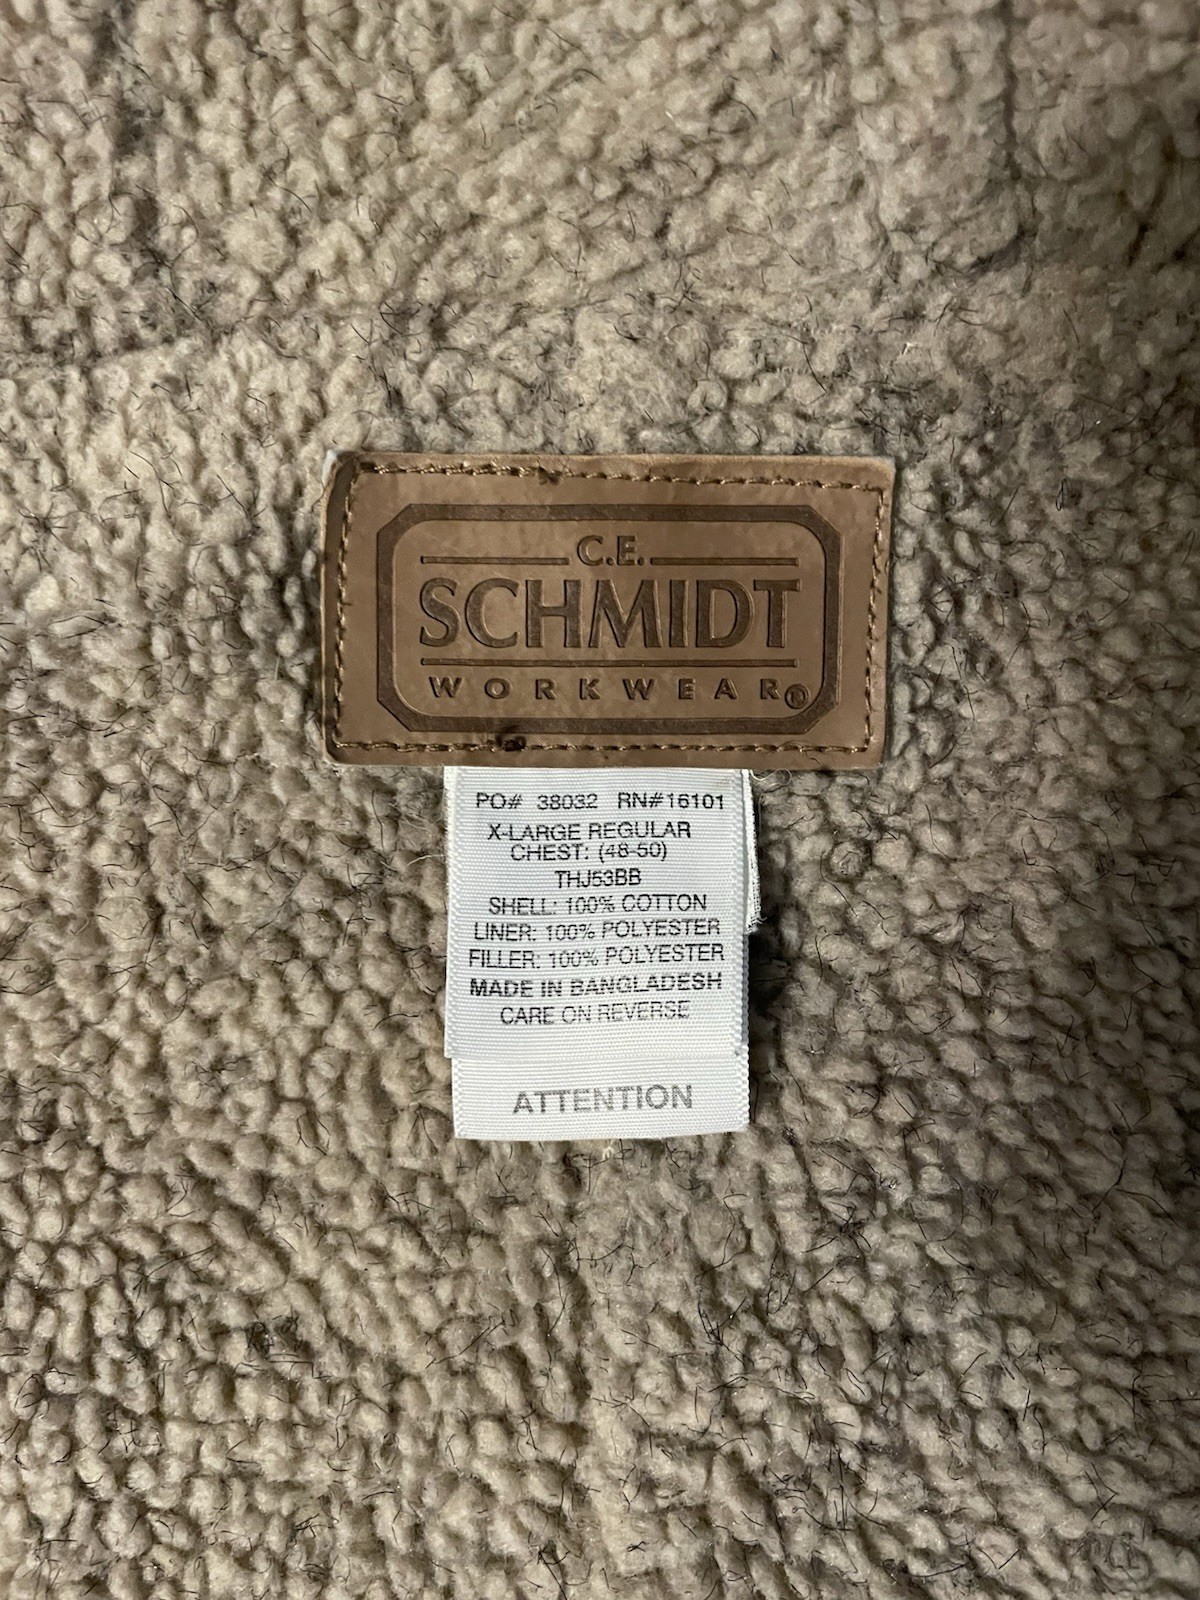 C.E.
SCHMIDT
WORKWEAR®
PO# 38032 RN#16101
X-LARGE REGULAR
CHEST: (48-50)
THJ53BB
SHELL: 100% COTTON
LINER: 100% POLYESTER
FILLER: 100% POLYESTER
MADE IN BANGLADESH
CARE ON REVERSE
ATTENTION